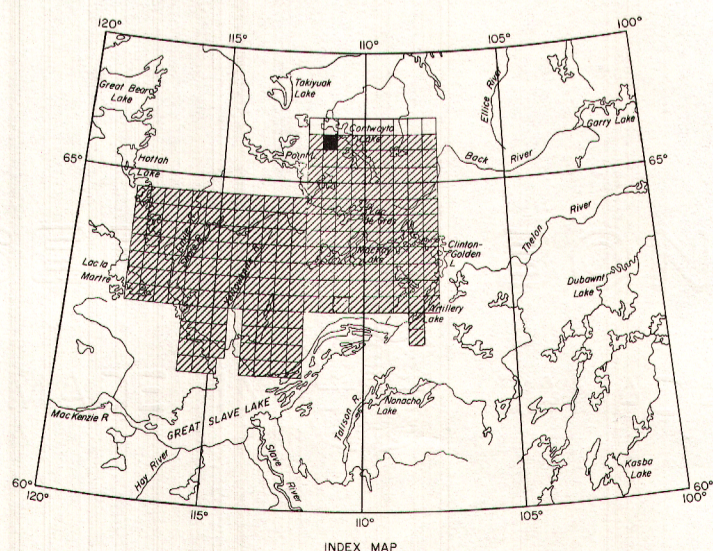 120°
115°
110°
105°
100°
Great Bear
Lake
Takiyuak
Lake
Ellice River
Contwoyto
Lake
Garry Lake
Point L.
Back River
65°
65°
Hottah
Lake
Lac
de Gras
Thelon River
MacKay
Lake
Clinton-
Golden
L.
Lac la
Martre
Dubawnt
Lake
Artillery
Lake
MacKenzie R.
GREAT SLAVE LAKE
Taltson R.
Nonacho
Lake
Hay River
Slave
River
Kasba
Lake
60°
60°
120°
115°
110°
105°
100°
INDEX MAP